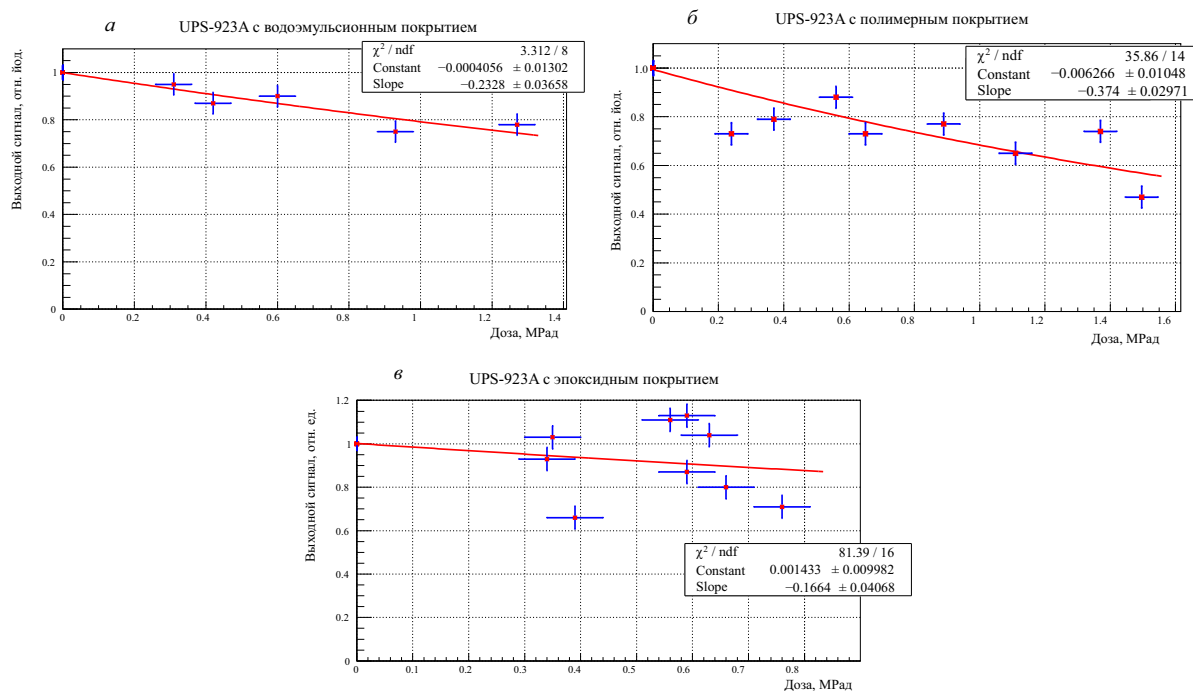 а UPS-923A с водоэмульсионным покрытием
Выходной сигнал, отн. йод.
χ² / ndf 3.312 / 8
Constant −0.0004056 ± 0.01302
Slope −0.2328 ± 0.03658
1
0.8
0.6
0.4
0.2
0
0 0.2 0.4 0.6 0.8 1 1.2 1.4
Доза, МРад
б UPS-923A с полимерным покрытием
Выходной сигнал, отн. йод.
χ² / ndf 35.86 / 14
Constant −0.006266 ± 0.01048
Slope −0.374 ± 0.02971
1.0
0.8
0.6
0.4
0.2
0
0 0.2 0.4 0.6 0.8 1 1.2 1.4 1.6
Доза, МРад
в UPS-923A с эпоксидным покрытием
Выходной сигнал, отн. ед.
1.2
1
0.8
0.6
0.4
0.2
0
χ² / ndf 81.39 / 16
Constant 0.001433 ± 0.009982
Slope −0.1664 ± 0.04068
0 0.1 0.2 0.3 0.4 0.5 0.6 0.7 0.8
Доза, МРад